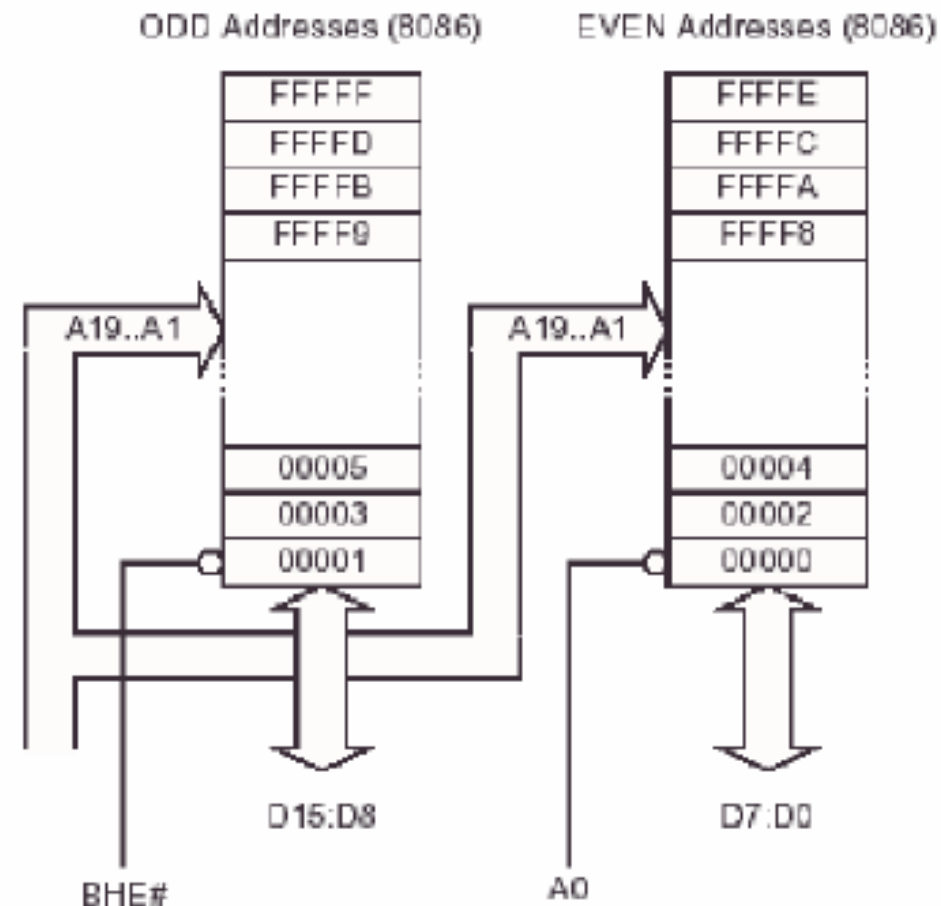 ODD Addresses (8086)
EVEN Addresses (8086)
FFFFF
FFFFE
FFFFD
FFFFC
FFFFB
FFFFA
FFFF9
FFFF8
A19..A1
A19..A1
00005
00004
00003
00002
00001
00000
D15:D8
D7:D0
BHE#
A0